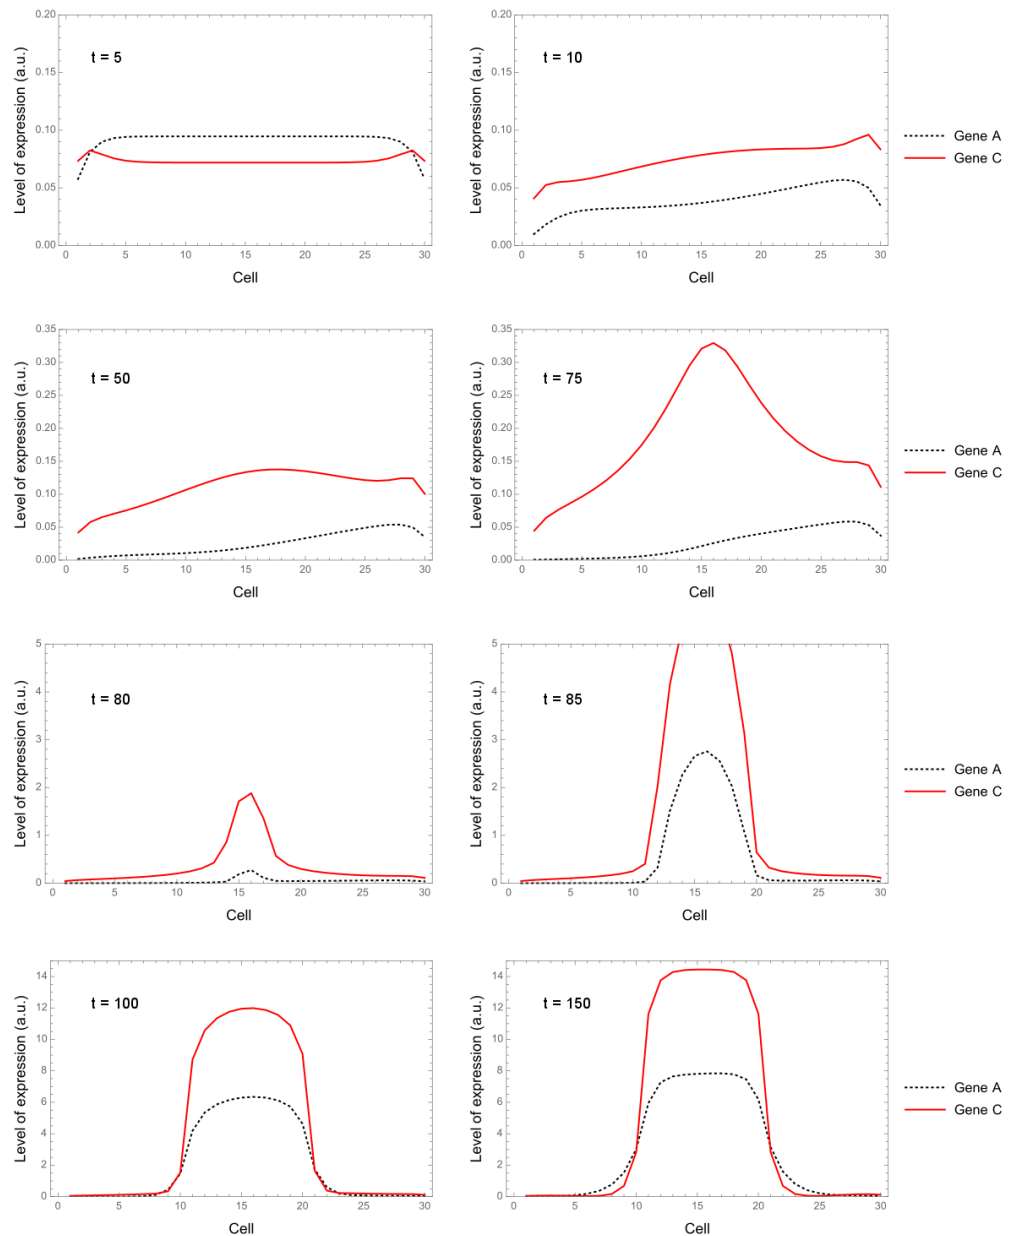 t = 5
Level of expression (a.u.)
0.20
0.15
0.10
0.05
0.00
0 5 10 15 20 25 30
Cell
t = 10
Level of expression (a.u.)
0.20
0.15
0.10
0.05
0.00
0 5 10 15 20 25 30
Cell
Gene A
Gene C
t = 50
Level of expression (a.u.)
0.35
0.30
0.25
0.20
0.15
0.10
0.05
0.00
0 5 10 15 20 25 30
Cell
t = 75
Level of expression (a.u.)
0.35
0.30
0.25
0.20
0.15
0.10
0.05
0.00
0 5 10 15 20 25 30
Cell
Gene A
Gene C
t = 80
Level of expression (a.u.)
5
4
3
2
1
0
0 5 10 15 20 25 30
Cell
t = 85
Level of expression (a.u.)
5
4
3
2
1
0
0 5 10 15 20 25 30
Cell
Gene A
Gene C
t = 100
Level of expression (a.u.)
14
12
10
8
6
4
2
0
0 5 10 15 20 25 30
Cell
t = 150
Level of expression (a.u.)
14
12
10
8
6
4
2
0
0 5 10 15 20 25 30
Cell
Gene A
Gene C